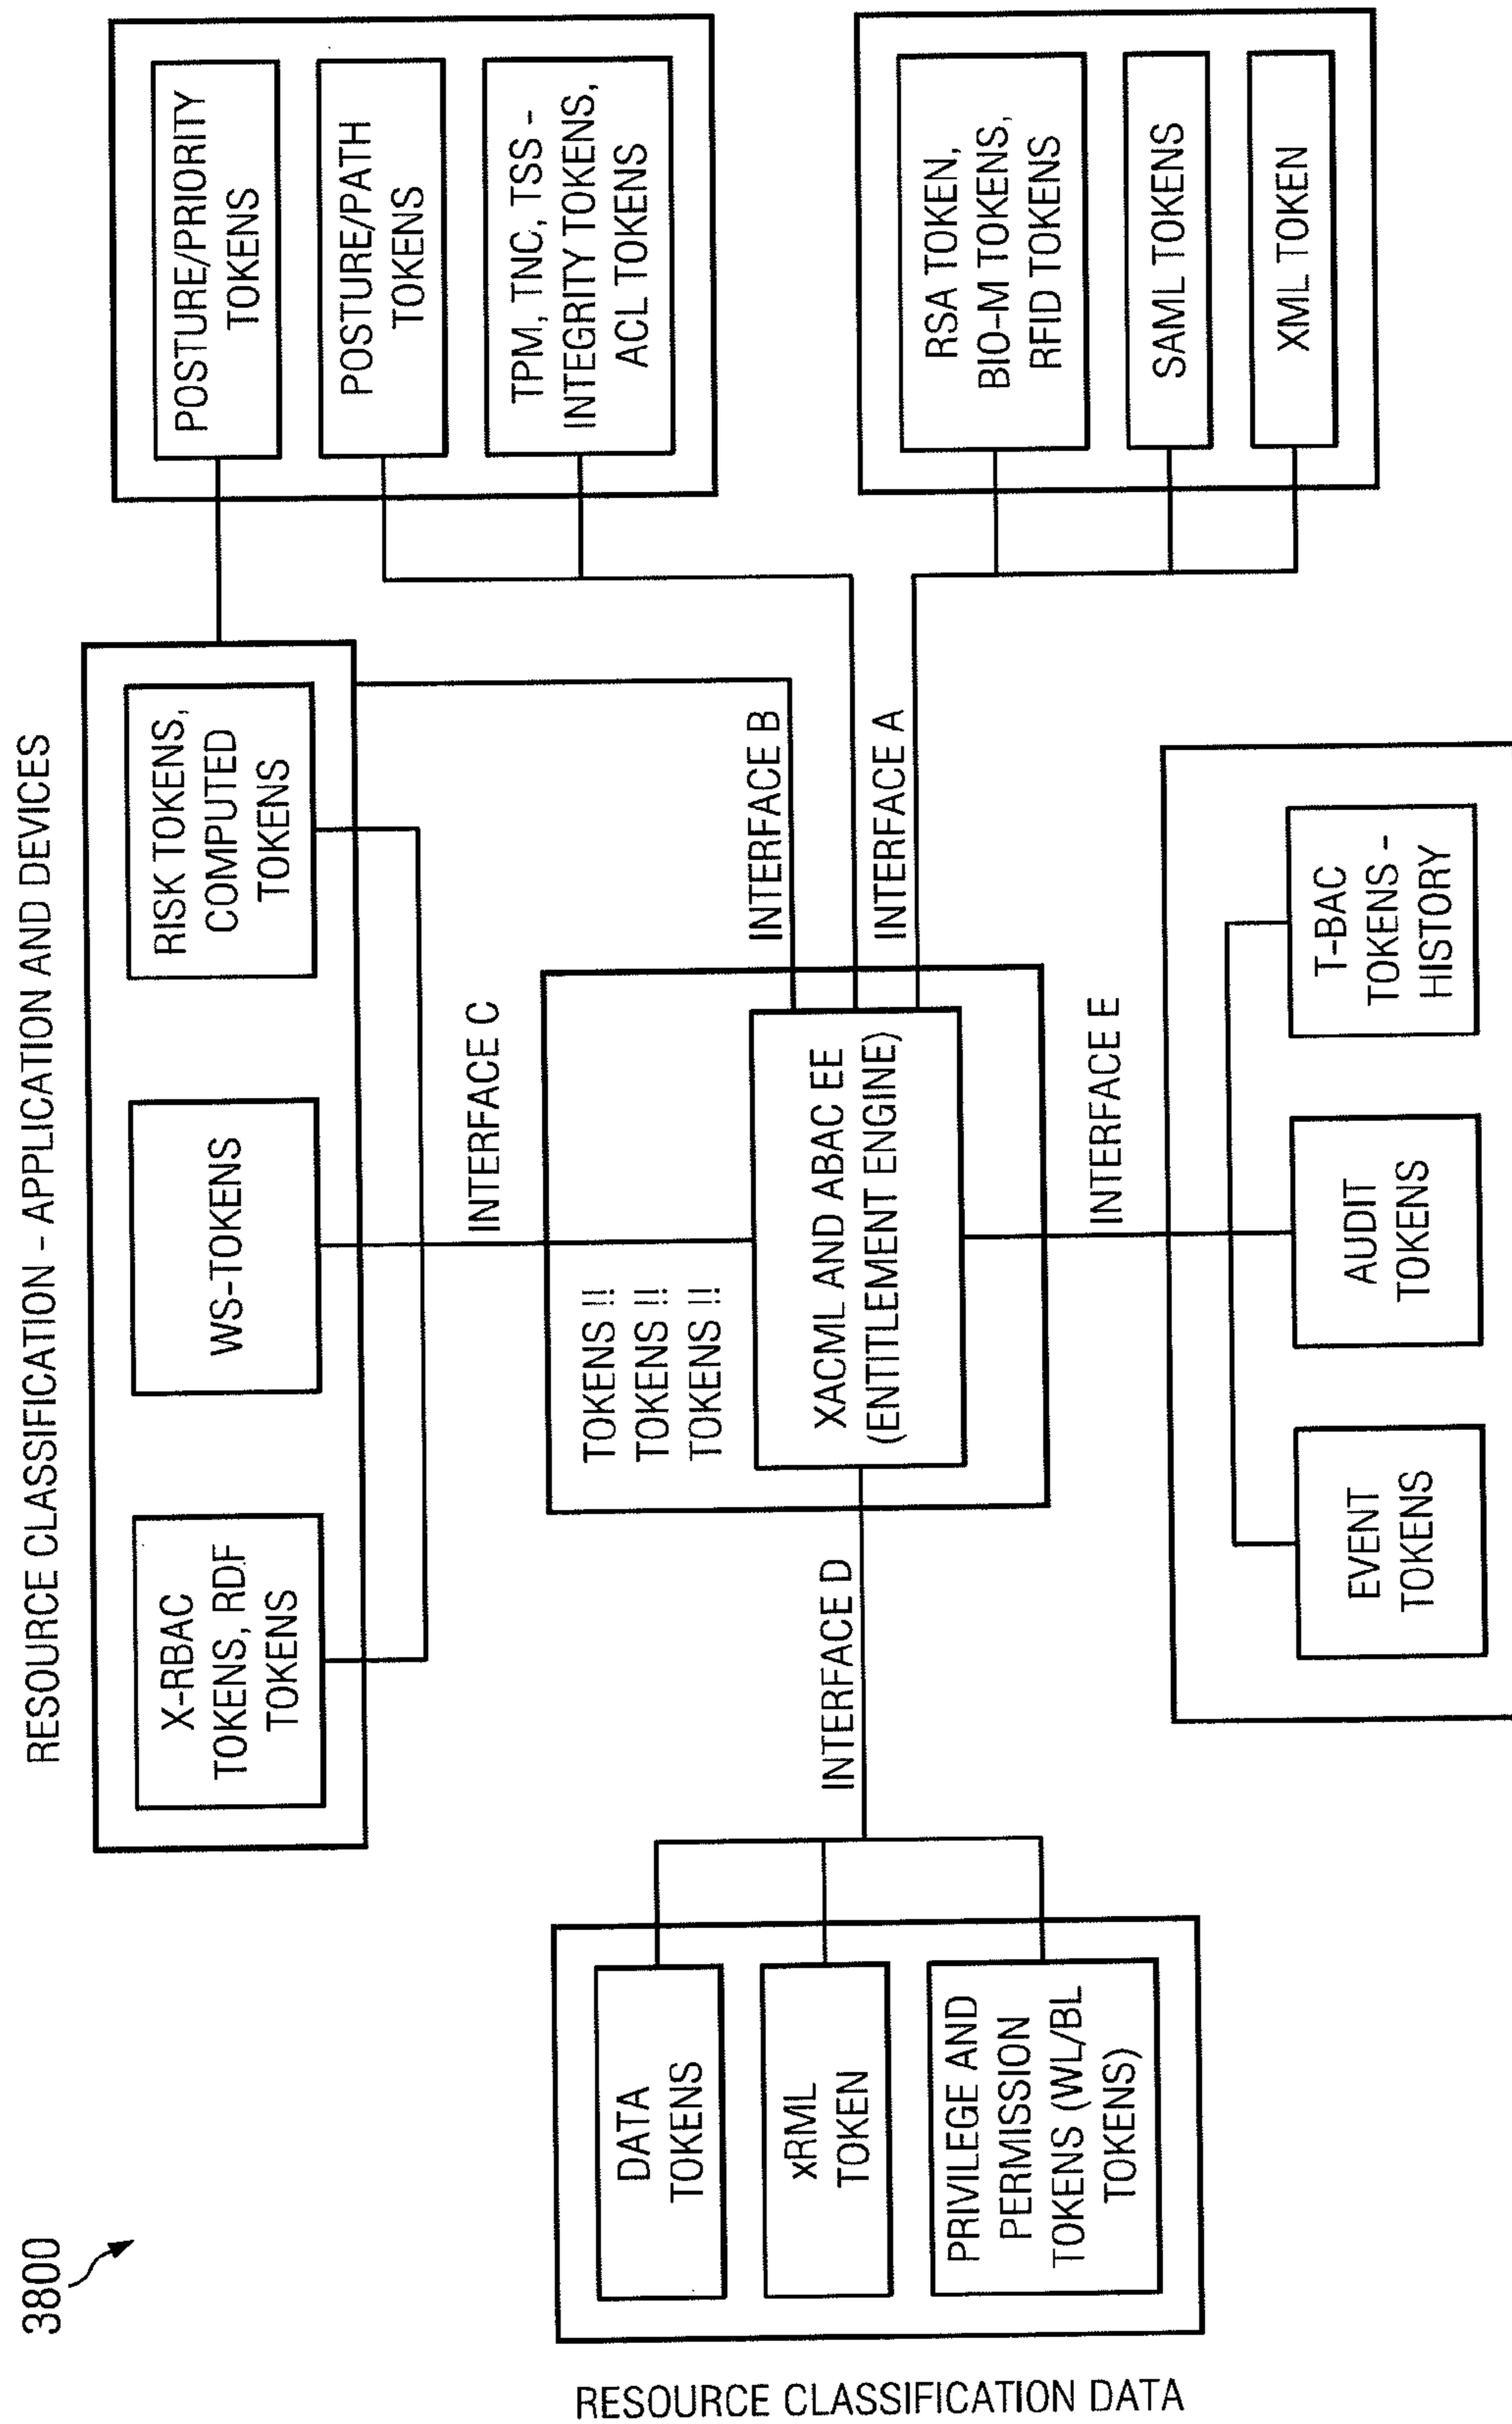 3800
RESOURCE CLASSIFICATION - APPLICATION AND DEVICES
X-RBAC
TOKENS, RDF
TOKENS
WS-TOKENS
RISK TOKENS,
COMPUTED
TOKENS
POSTURE/PRIORITY
TOKENS
POSTURE/PATH
TOKENS
TPM, TNC, TSS -
INTEGRITY TOKENS,
ACL TOKENS
INTERFACE C
INTERFACE B
INTERFACE A
TOKENS !!
TOKENS !!
TOKENS !!
XACML AND ABAC EE
(ENTITLEMENT ENGINE)
INTERFACE D
INTERFACE E
DATA
TOKENS
xRML
TOKEN
PRIVILEGE AND
PERMISSION
TOKENS (WL/BL
TOKENS)
RESOURCE CLASSIFICATION DATA
RSA TOKEN,
BIO-M TOKENS,
RFID TOKENS
SAML TOKENS
XML TOKEN
EVENT
TOKENS
AUDIT
TOKENS
T-BAC
TOKENS -
HISTORY